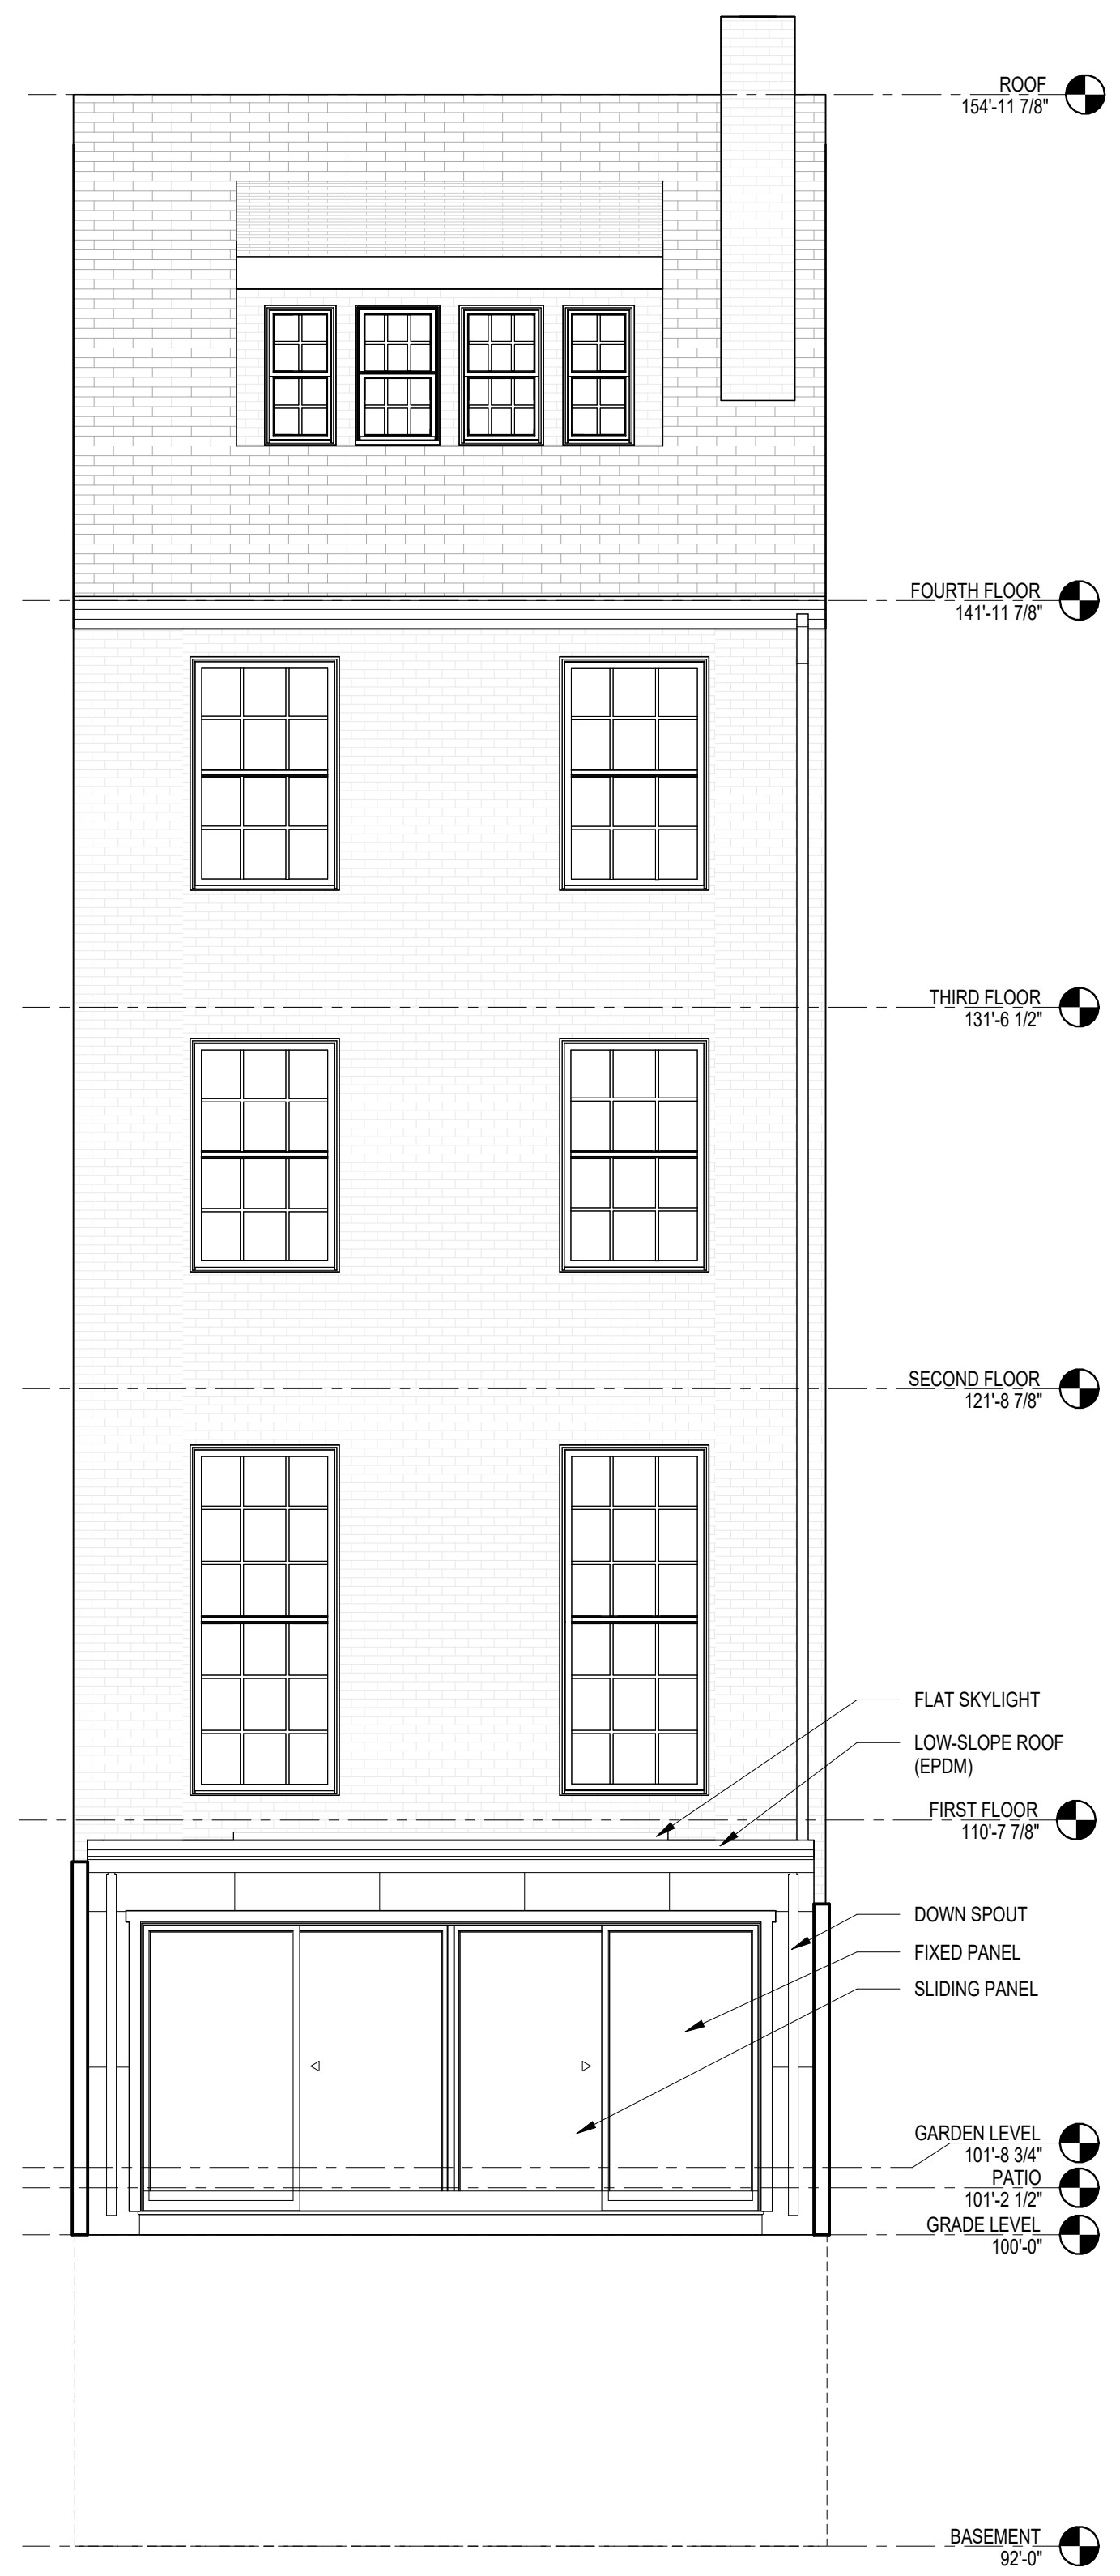 ROOF
154'-11 7/8"
FOURTH FLOOR
141'-11 7/8"
THIRD FLOOR
131'-6 1/2"
SECOND FLOOR
121'-8 7/8"
FLAT SKYLIGHT
LOW-SLOPE ROOF
(EPDM)
FIRST FLOOR
110'-7 7/8"
DOWN SPOUT
FIXED PANEL
SLIDING PANEL
GARDEN LEVEL
101'-8 3/4"
PATIO
101'-2 1/2"
GRADE LEVEL
100'-0"
BASEMENT
92'-0"